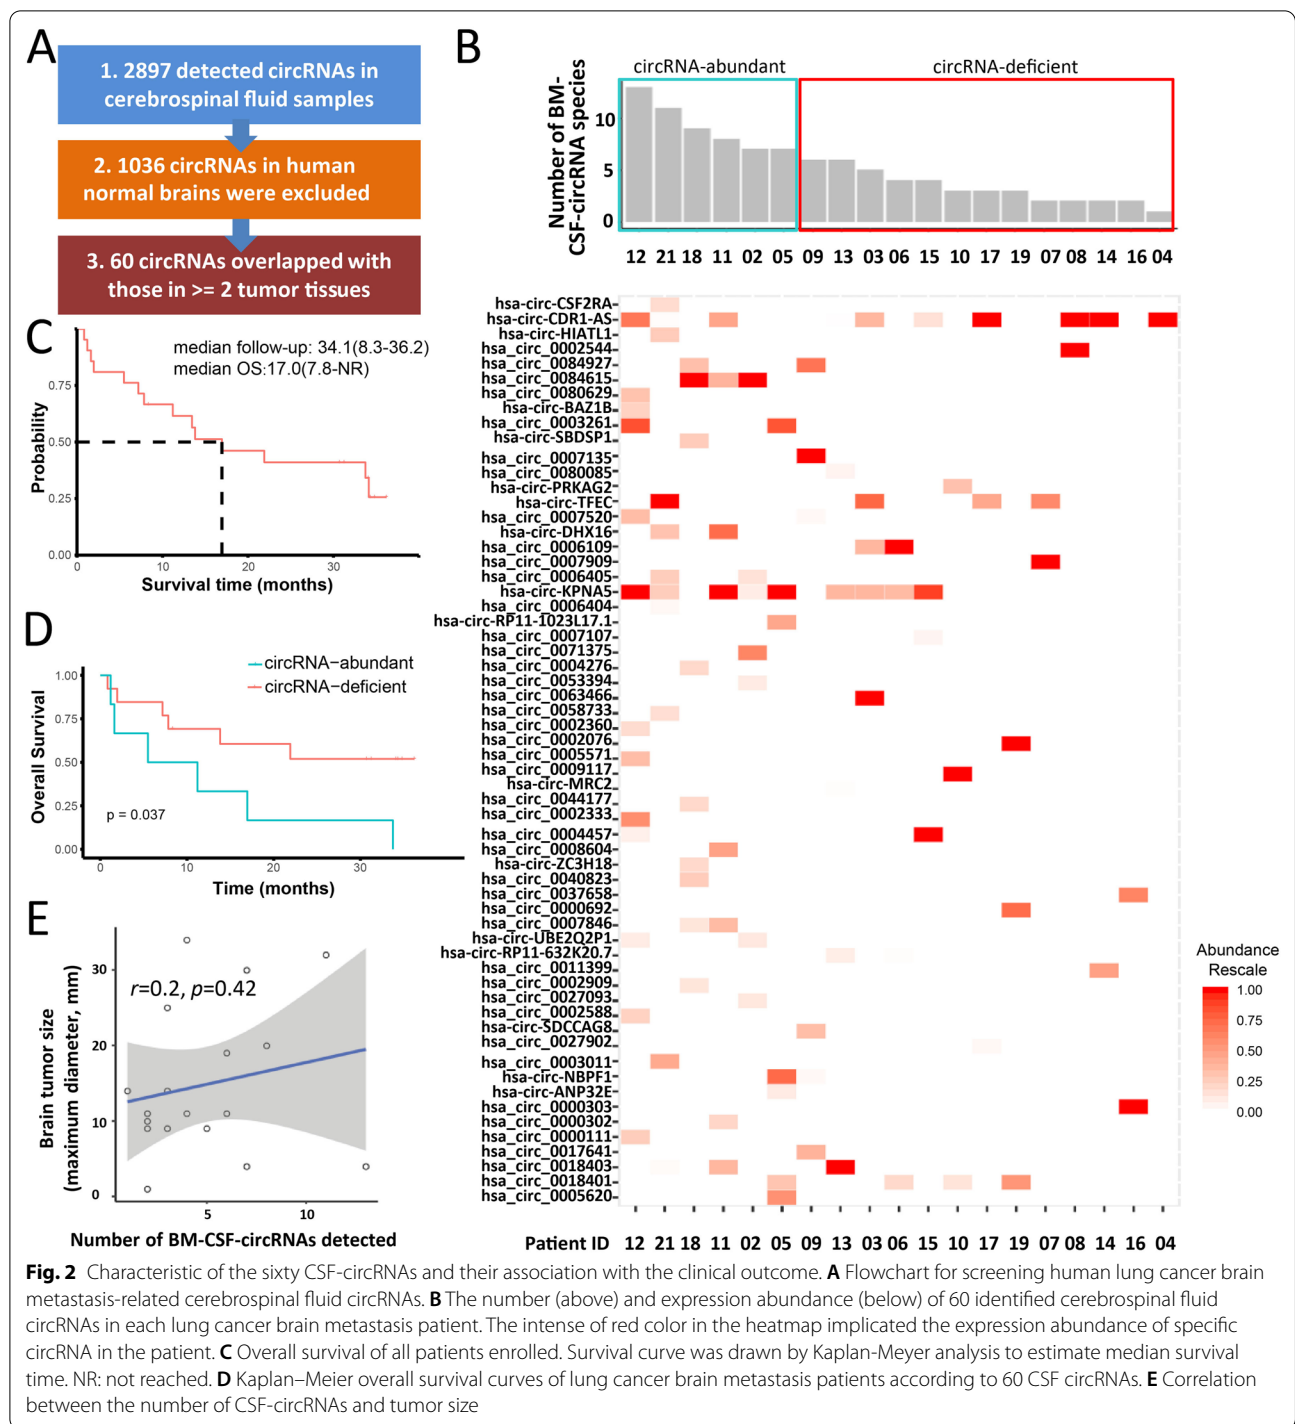 A
1. 2897 detected circRNAs in
cerebrospinal fluid samples
2. 1036 circRNAs in human
normal brains were excluded
3. 60 circRNAs overlapped with
those in >= 2 tumor tissues
B
circRNA-abundant
circRNA-deficient
Number of BM-
CSF-circRNA species
10
5
0
12 21 18 11 02 05 09 13 03 06 15 10 17 19 07 08 14 16 04
hsa-circ-CSF2RA
hsa-circ-CDR1-AS
hsa-circ-HIATL1
hsa_circ_0002544
hsa_circ_0084927
hsa_circ_0084615
hsa_circ_0080629
hsa-circ-BAZ1B
hsa_circ_0003261
hsa-circ-SBDSP1
hsa_circ_0007135
hsa_circ_0080085
hsa-circ-PRKAG2
hsa-circ-TFEC
hsa_circ_0007520
hsa-circ-DHX16
hsa_circ_0006109
hsa_circ_0007909
hsa_circ_0006405
hsa-circ-KPNA5
hsa_circ_0006404
hsa-circ-RP11-1023L17.1
hsa_circ_0007107
hsa_circ_0071375
hsa_circ_0004276
hsa_circ_0053394
hsa_circ_0063466
hsa_circ_0058733
hsa_circ_0002360
hsa_circ_0002076
hsa_circ_0005571
hsa_circ_0009117
hsa-circ-MRC2
hsa_circ_0044177
hsa_circ_0002333
hsa_circ_0004457
hsa_circ_0008604
hsa-circ-ZC3H18
hsa_circ_0040823
hsa_circ_0037658
hsa_circ_0000692
hsa_circ_0007846
hsa-circ-UBE2Q2P1
hsa-circ-RP11-632K20.7
hsa_circ_0011399
hsa_circ_0002909
hsa_circ_0027093
hsa_circ_0002588
hsa-circ-SDCCAG8
hsa_circ_0027902
hsa_circ_0003011
hsa-circ-NBPF1
hsa-circ-ANP32E
hsa_circ_0000303
hsa_circ_0000302
hsa_circ_0000111
hsa_circ_0017641
hsa_circ_0018403
hsa_circ_0018401
hsa_circ_0005620
Patient ID 12 21 18 11 02 05 09 13 03 06 15 10 17 19 07 08 14 16 04
Abundance
Rescale
1.00
0.75
0.50
0.25
0.00
C
median follow-up: 34.1(8.3-36.2)
median OS:17.0(7.8-NR)
Probability
0.75
0.50
0.25
0.00
0 10 20 30
Survival time (months)
D
circRNA−abundant
circRNA−deficient
Overall Survival
1.00
0.75
0.50
0.25
0.00
p = 0.037
0 10 20 30
Time (months)
E
r=0.2, p=0.42
Brain tumor size
(maximum diameter, mm)
30
20
10
0
5 10
Number of BM-CSF-circRNAs detected
Fig. 2 Characteristic of the sixty CSF-circRNAs and their association with the clinical outcome. A Flowchart for screening human lung cancer brain
metastasis-related cerebrospinal fluid circRNAs. B The number (above) and expression abundance (below) of 60 identified cerebrospinal fluid
circRNAs in each lung cancer brain metastasis patient. The intense of red color in the heatmap implicated the expression abundance of specific
circRNA in the patient. C Overall survival of all patients enrolled. Survival curve was drawn by Kaplan-Meyer analysis to estimate median survival
time. NR: not reached. D Kaplan–Meier overall survival curves of lung cancer brain metastasis patients according to 60 CSF circRNAs. E Correlation
between the number of CSF-circRNAs and tumor size